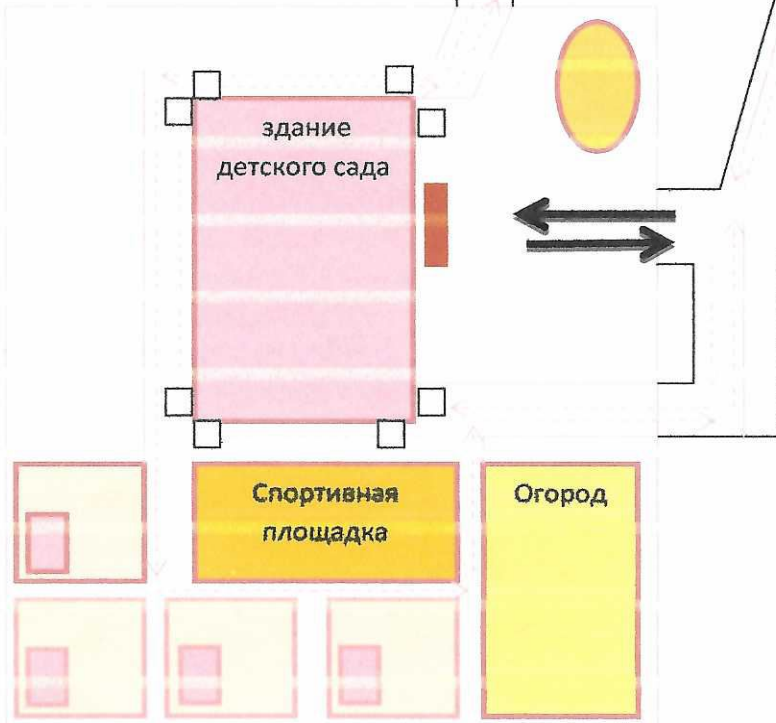 здание
детского сада
Спортивная
площадка
Огород